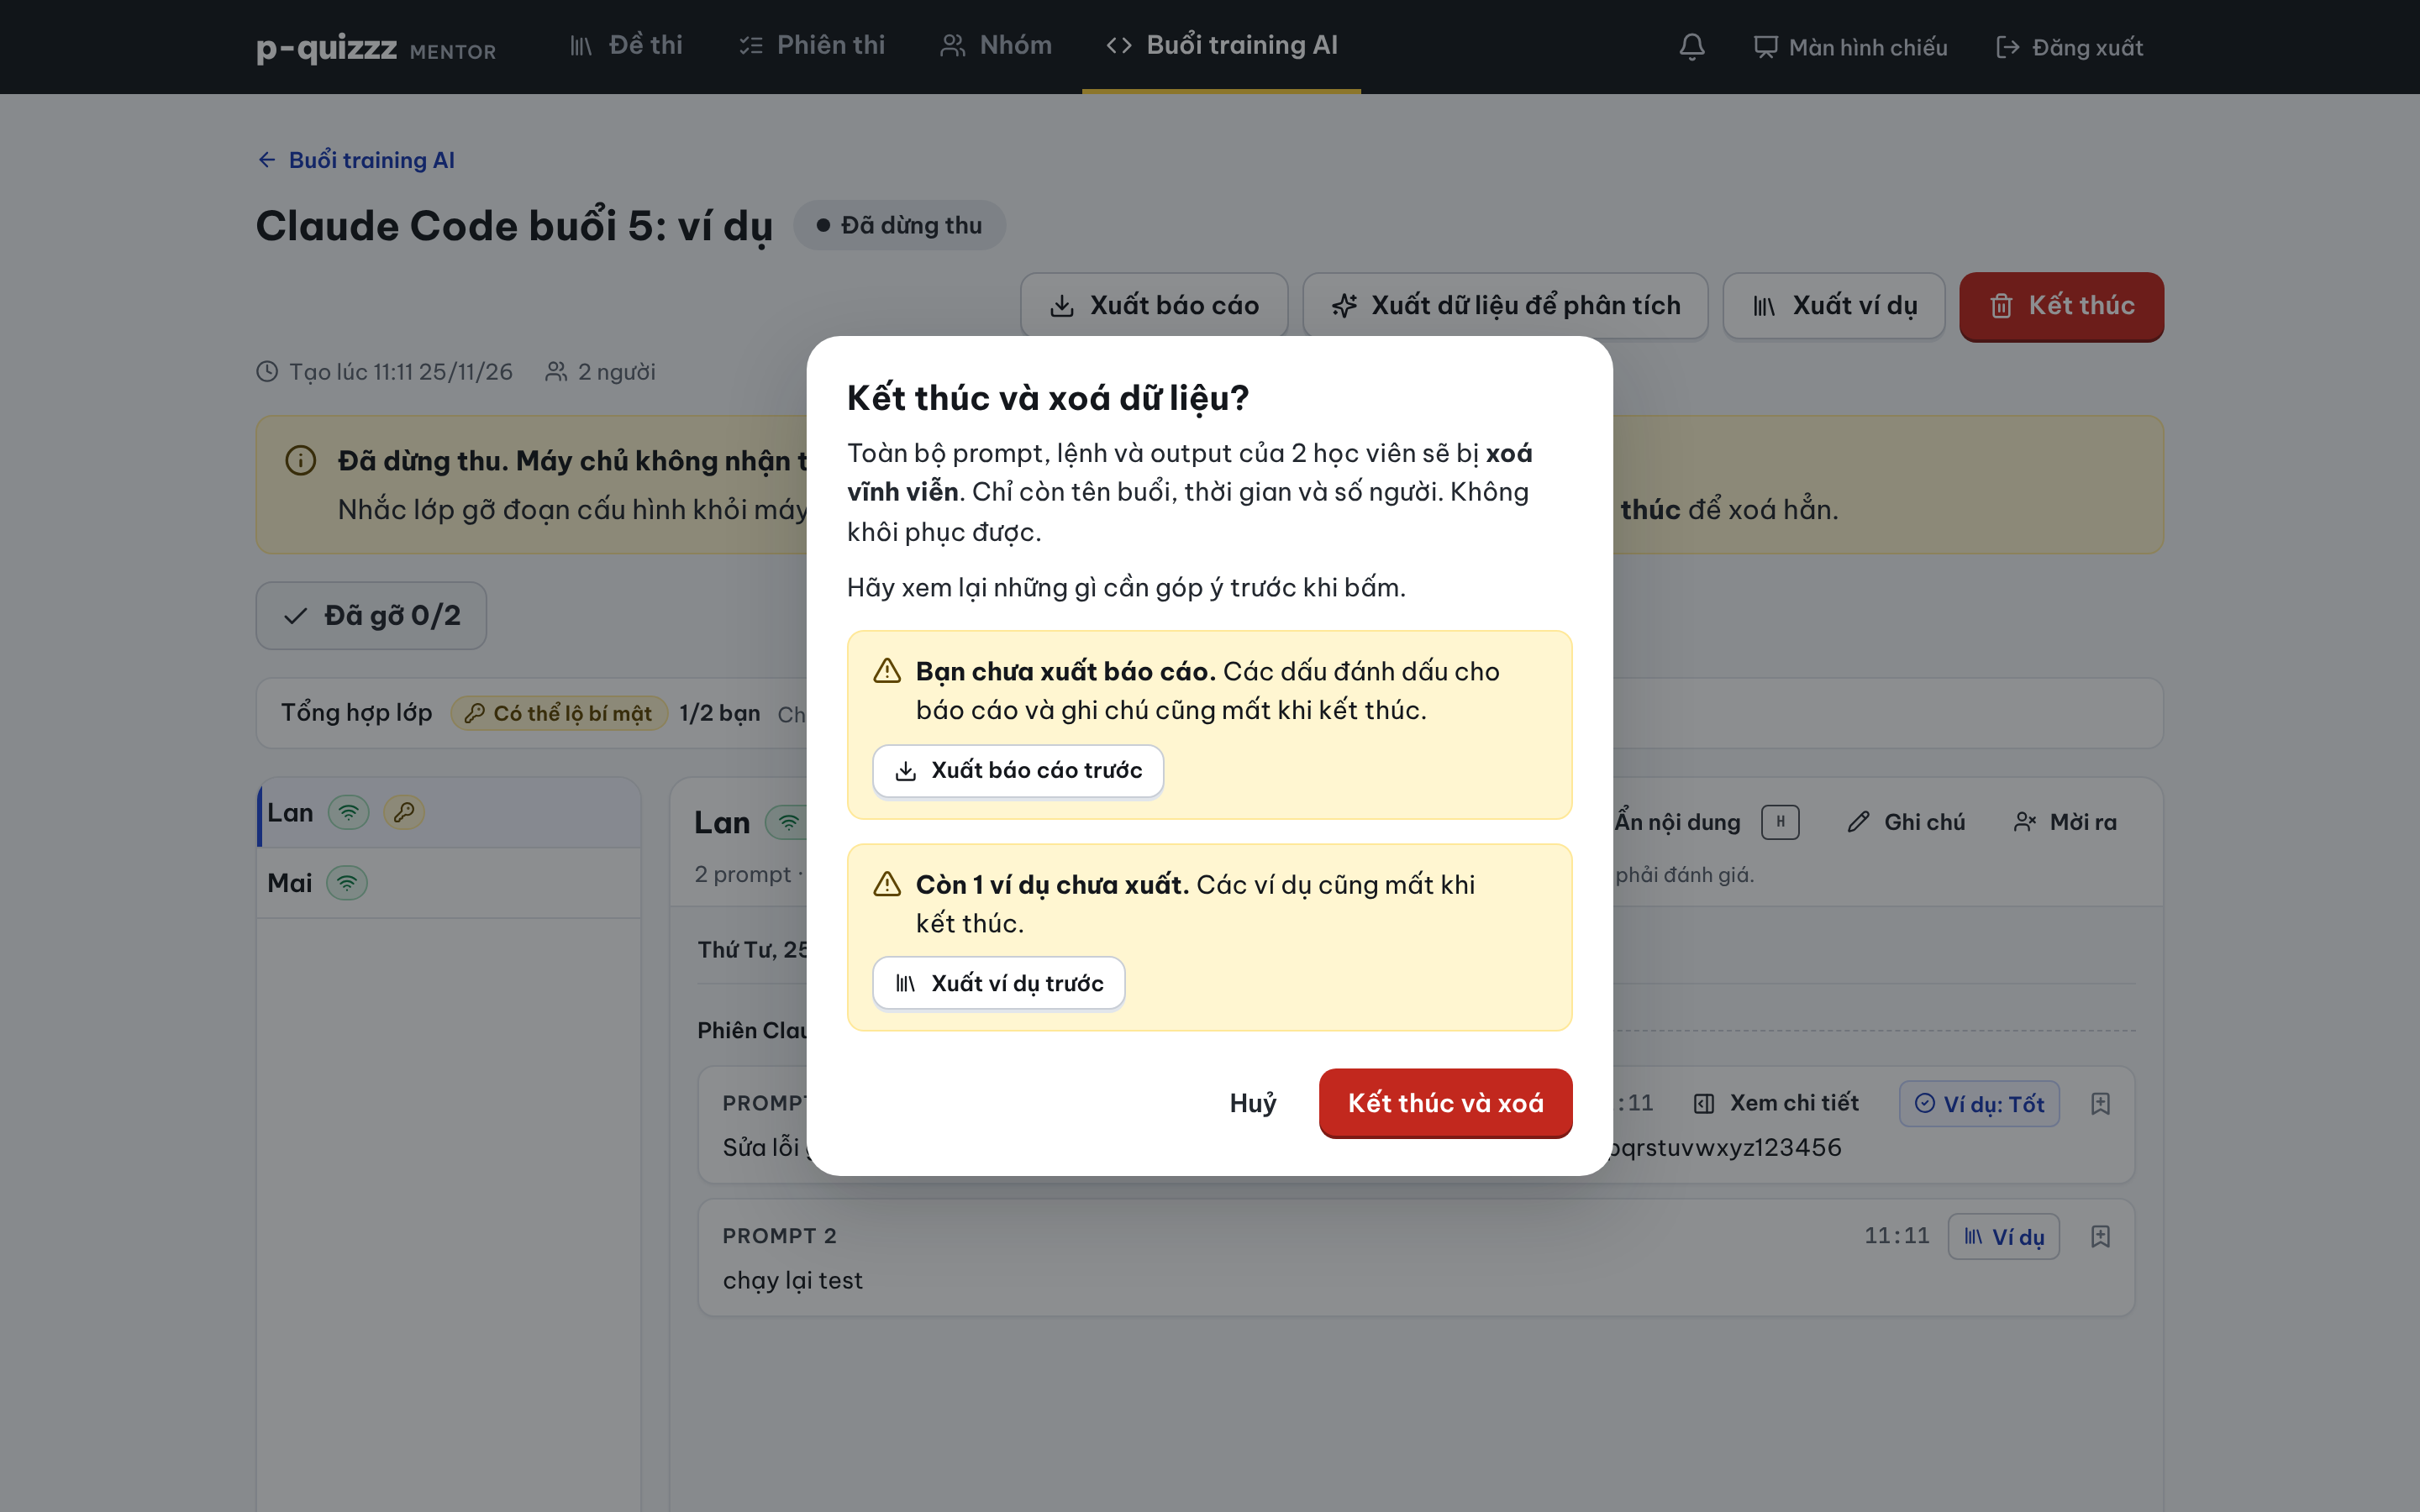 p-quizzz MENTOR Đề thi Phiên thi Nhóm Buổi training AI Màn hình chiếu Đăng xuất
Buổi training AI
Claude Code buổi 5: ví dụ Đã dừng thu
Xuất báo cáo Xuất dữ liệu để phân tích Xuất ví dụ Kết thúc
Tạo lúc 11:11 25/11/26 2 người
Đã dừng thu. Máy chủ không nhận
Nhắc lớp gỡ đoạn cấu hình khỏi máy
thúc để xoá hẳn.
Đã gỡ 0/2
Tổng hợp lớp Có thể lộ bí mật 1/2 bạn
Lan
Mai
Lan
Ẩn nội dung H Ghi chú Mời ra
2 prompt ·
phải đánh giá.
Thứ Tư, 25
Phiên
PROMPT
:11 Xem chi tiết Ví dụ: Tốt
Sửa lỗi
pqrstuvwxyz123456
PROMPT 2 11:11 Ví dụ
chạy lại test
Kết thúc và xoá dữ liệu?
Toàn bộ prompt, lệnh và output của 2 học viên sẽ bị xoá
vĩnh viễn. Chỉ còn tên buổi, thời gian và số người. Không
khôi phục được.
Hãy xem lại những gì cần góp ý trước khi bấm.
Bạn chưa xuất báo cáo. Các dấu đánh dấu cho
báo cáo và ghi chú cũng mất khi kết thúc.
Xuất báo cáo trước
Còn 1 ví dụ chưa xuất. Các ví dụ cũng mất khi
kết thúc.
Xuất ví dụ trước
Huỷ Kết thúc và xoá